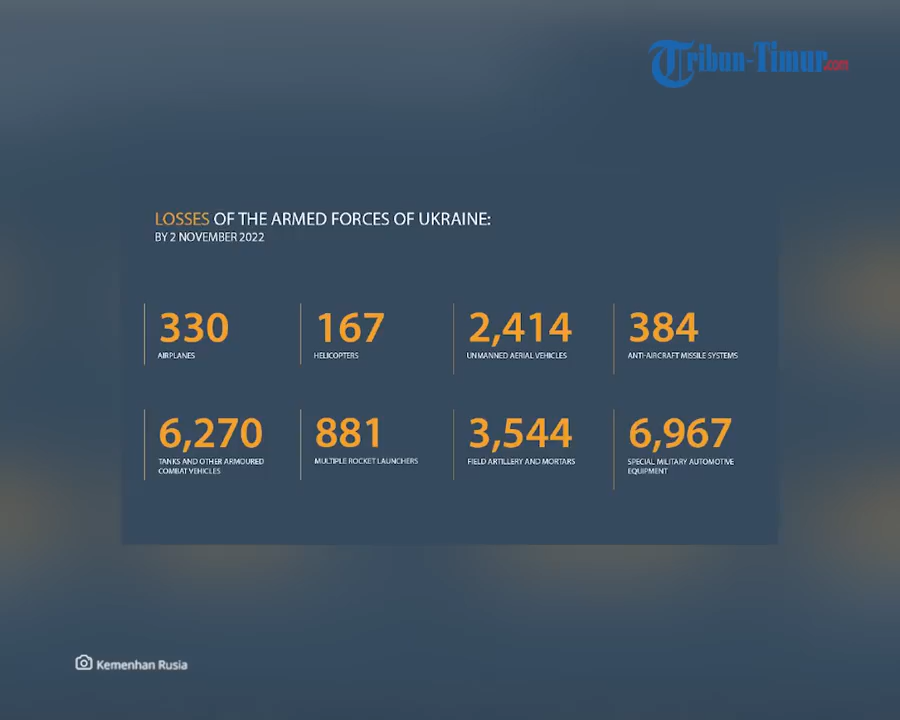 Tribun-Timur.com
LOSSES OF THE ARMED FORCES OF UKRAINE:
BY 2 NOVEMBER 2022
330
AIRPLANES
167
HELICOPTERS
2,414
UNMANNED AERIAL VEHICLES
384
ANTI-AIRCRAFT MISSILE SYSTEMS
6,270
TANKS AND OTHER ARMOURED
COMBAT VEHICLES
881
MULTIPLE ROCKET LAUNCHERS
3,544
FIELD ARTILLERY AND MORTARS
6,967
SPECIAL MILITARY AUTOMOTIVE
EQUIPMENT
Kemenhan Rusia